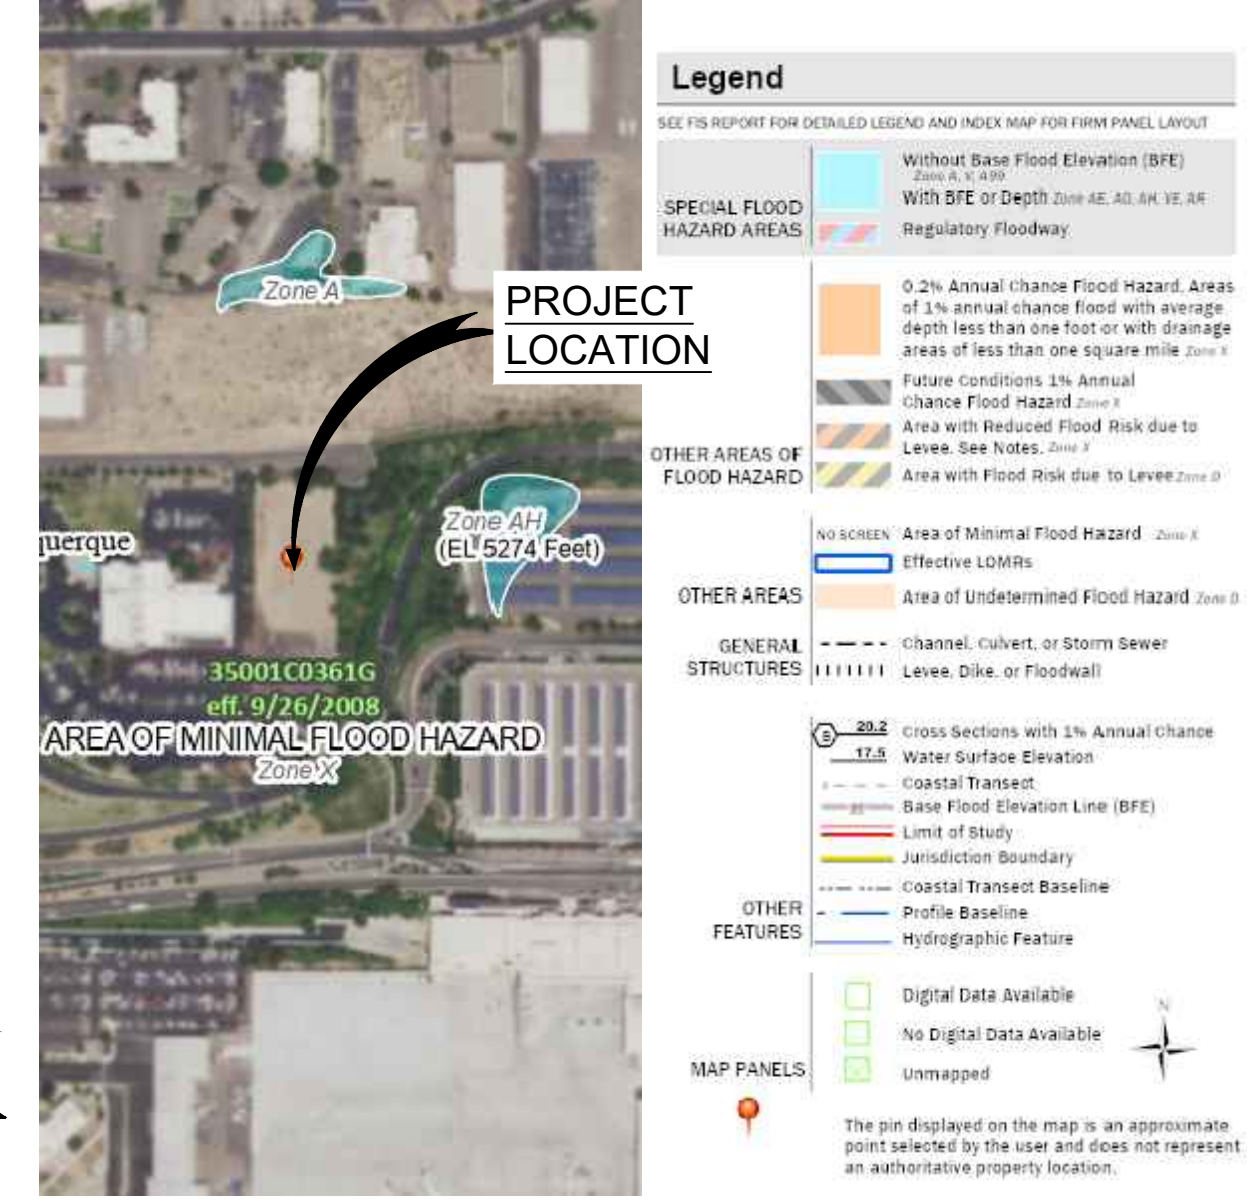 Zone A
PROJECT
LOCATION
Zone AH
(EL 5274 Feet)
querque
35001C0361G
eff. 9/26/2008
AREA OF MINIMAL FLOOD HAZARD
Zone X
Legend
SEE FIS REPORT FOR DETAILED LEGEND AND INDEX MAP FOR FIRM PANEL LAYOUT
SPECIAL FLOOD
HAZARD AREAS
Without Base Flood Elevation (BFE)
Zone A, V, A99
With BFE or Depth Zone AE, AO, AH, VE, AR
Regulatory Floodway
OTHER AREAS OF
FLOOD HAZARD
0.2% Annual Chance Flood Hazard, Areas
of 1% annual chance flood with average
depth less than one foot or with drainage
areas of less than one square mile Zone X
Future Conditions 1% Annual
Chance Flood Hazard Zone X
Area with Reduced Flood Risk due to
Levee. See Notes. Zone X
Area with Flood Risk due to Levee Zone D
OTHER AREAS
NO SCREEN Area of Minimal Flood Hazard Zone X
Effective LOMRs
Area of Undetermined Flood Hazard Zone D
GENERAL
STRUCTURES
Channel, Culvert, or Storm Sewer
Levee, Dike, or Floodwall
OTHER
FEATURES
B 20.2 Cross Sections with 1% Annual Chance
17.5 Water Surface Elevation
Coastal Transect
Base Flood Elevation Line (BFE)
Limit of Study
Jurisdiction Boundary
Coastal Transect Baseline
Profile Baseline
Hydrographic Feature
MAP PANELS
Digital Data Available
No Digital Data Available
Unmapped
N
The pin displayed on the map is an approximate
point selected by the user and does not represent
an authoritative property location.